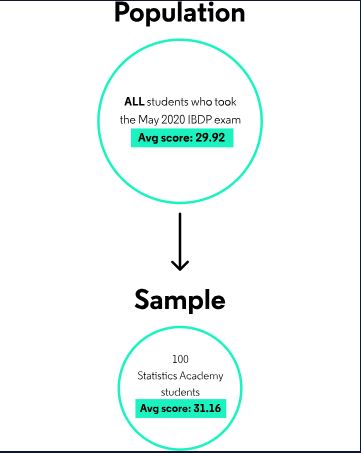 Population
ALL students who took
the May 2020 IBDP exam
Avg score: 29.92
Sample
100
Statistics Academy
students
Avg score: 31.16